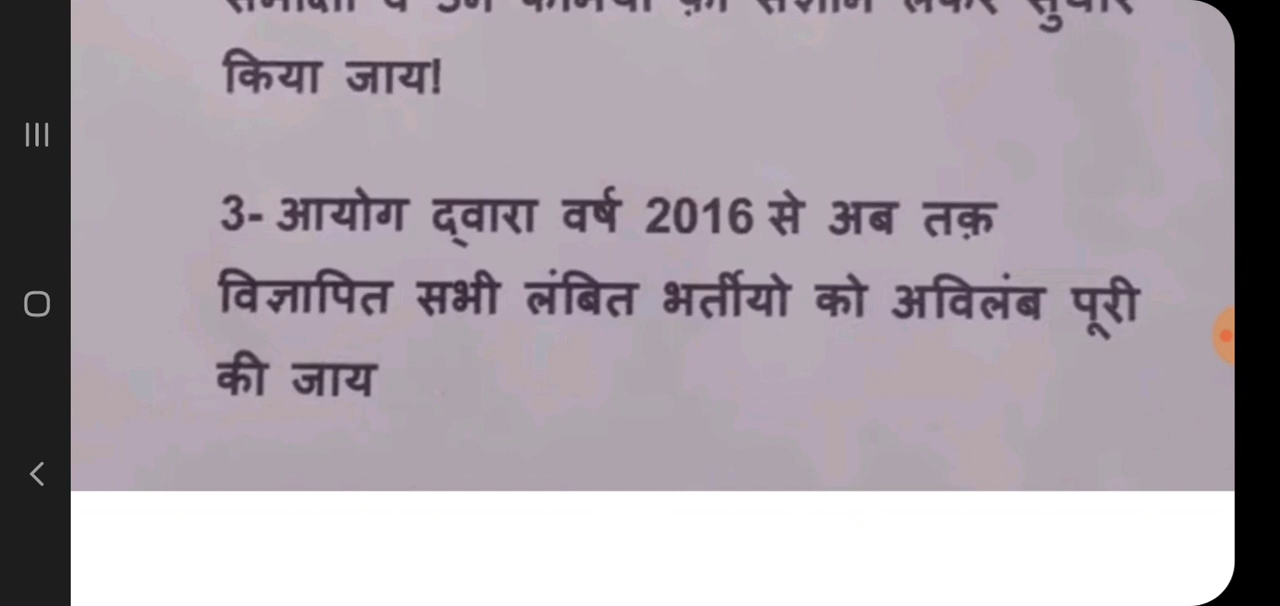 किया जाय!
3- आयोग द्वारा वर्ष 2016 से अब तक़
विज्ञापित सभी लंबित भर्तीयो को अविलंब पूरी
की जाय